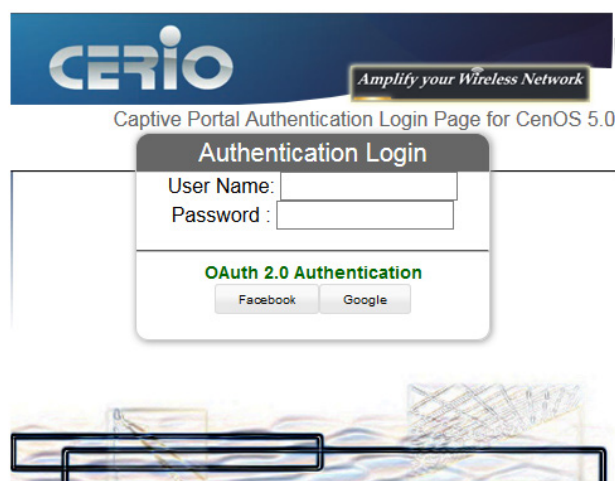 CERIO
Amplify your Wireless Network
Captive Portal Authentication Login Page for CenOS 5.0
Authentication Login
User Name:
Password :
OAuth 2.0 Authentication
Facebook Google